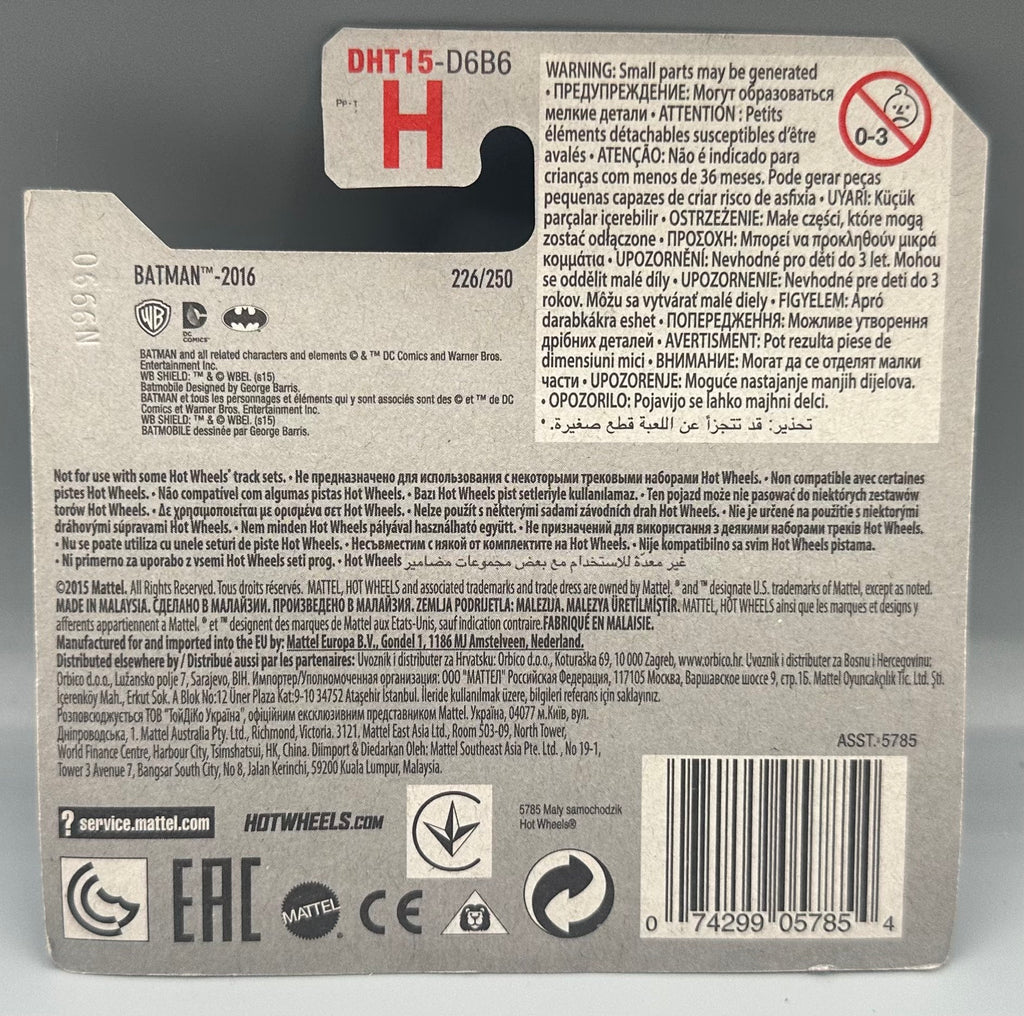 DHT15-D6B6
H
WARNING: Small parts may be generated
• ПРЕДУПРЕЖДЕНИЕ: Могут образоваться
мелкие детали • ATTENTION : Petits
éléments détachables susceptibles d'être
avalés • ATENÇÃO: Não é indicado para
crianças com menos de 36 meses. Pode gerar peças
pequenas capazes de criar risco de asfixia • UYARI: Küçük
parçalar içerebilir • OSTRZEŻENIE: Małe części, które mogą
zostać odłączone • ΠΡΟΣΟΧΗ: Μπορεί να προκληθούν μικρά
κομμάτια • UPOZORNĚNÍ: Nevhodné pro děti do 3 let. Mohou
se oddělit malé díly • UPOZORNENIE: Nevhodné pre deti do 3
rokov. Môžu sa vytvárať malé diely • FIGYELEM: Apró
darabkákra eshet • ПОПЕРЕДЖЕННЯ: Можливе утворення
дрібних деталей • AVERTISMENT: Pot rezulta piese de
dimensiuni mici • ВНИМАНИЕ: Могат да се отделят малки
части • UPOZORENJE: Moguće nastajanje manjih dijelova.
• OPOZORILO: Pojavijo se lahko majhni delci.
تحذير: قد تتجزأ عن اللعبة قطع صغيرة. •
0-3
N9990
BATMAN™-2016 226/250
WB
DC
COMICS™
BATMAN and all related characters and elements © & ™ DC Comics and Warner Bros.
Entertainment Inc.
WB SHIELD: ™ & © WBEI. (s15)
Batmobile Designed by George Barris.
BATMAN et tous les personnages et éléments qui y sont associés sont des © et ™ de DC
Comics et Warner Bros. Entertainment Inc.
WB SHIELD: ™ & © WBEI. (s15)
BATMOBILE dessinée par George Barris.
Not for use with some Hot Wheels® track sets. • Не предназначено для использования с некоторыми трековыми наборами Hot Wheels. • Non compatible avec certaines
pistes Hot Wheels. • Não compatível com algumas pistas Hot Wheels. • Bazı Hot Wheels pist setleriyle kullanılamaz. • Ten pojazd może nie pasować do niektórych zestawów
torów Hot Wheels. • Δε χρησιμοποιείται με ορισμένα σετ Hot Wheels. • Nelze použít s některými sadami závodních drah Hot Wheels. • Nie je určené na použitie s niektorými
dráhovými súpravami Hot Wheels. • Nem minden Hot Wheels pályával használható együtt. • Не призначений для використання з деякими наборами треків Hot Wheels.
• Nu se poate utiliza cu unele seturi de piste Hot Wheels. • Несъвместим с някой от комплектите на Hot Wheels. • Nije kompatibilno sa svim Hot Wheels pistama.
• Ni primerno za uporabo z vsemi Hot Wheels seti prog. • Hot Wheels غير معدة للاستخدام مع بعض مجموعات مضامير
©2015 Mattel. All Rights Reserved. Tous droits réservés. MATTEL, HOT WHEELS and associated trademarks and trade dress are owned by Mattel. ® and ™ designate U.S. trademarks of Mattel, except as noted.
MADE IN MALAYSIA. СДЕЛАНО В МАЛАЙЗИИ. ПРОИЗВЕДЕНО В МАЛАЙЗИЯ. ZEMLJA PODRIJETLA: MALEZIJA. MALEZYA ÜRETİLMİŞTİR. MATTEL, HOT WHEELS ainsi que les marques et designs y
afferents appartiennent a Mattel. ® et ™ designent des marques de Mattel aux Etats-Unis, sauf indication contraire.FABRIQUÉ EN MALAISIE.
Manufactured for and imported into the EU by: Mattel Europa B.V., Gondel 1, 1186 MJ Amstelveen, Nederland.
Distributed elsewhere by / Distribué aussi par les partenaires: Uvoznik i distributer za Hrvatsku: Orbico d.o.o., Koturaška 69, 10 000 Zagreb, www.orbico.hr. Uvoznik i distributer za Bosnu i Hercegovinu:
Orbico d.o.o., Lužansko polje 7, Sarajevo, BIH. Импортер/Уполномоченная организация: ООО "МАТТЕЛ" Российская Федерация, 117105 Москва, Варшавское шоссе 9, стр.1Б. Mattel Oyuncakçılık Tic. Ltd. Şti.
İçerenköy Mah., Erkut Sok. A Blok No:12 Üner Plaza Kat:9-10 34752 Ataşehir İstanbul. İleride kullanılmak üzere, bilgileri referans için saklayınız.
Розповсюджується ТОВ "ТойДіКо Україна", офіційним ексклюзивним представником Mattel. Україна, 04077 м.Київ, вул.
Дніпроводська, 1. Mattel Australia Pty. Ltd., Richmond, Victoria. 3121. Mattel East Asia Ltd., Room 503-09, North Tower,
World Finance Centre, Harbour City, Tsimshatsui, HK, China. Diimport & Diedarkan Oleh: Mattel Southeast Asia Pte. Ltd. , No 19-1,
Tower 3 Avenue 7, Bangsar South City, No 8, Jalan Kerinchi, 59200 Kuala Lumpur, Malaysia.
ASST. 5785
? service.mattel.com
HOTWHEELS.COM
5785 Mały samochodzik
Hot Wheels®
EAC
MATTEL
CE
0 74299 05785 4